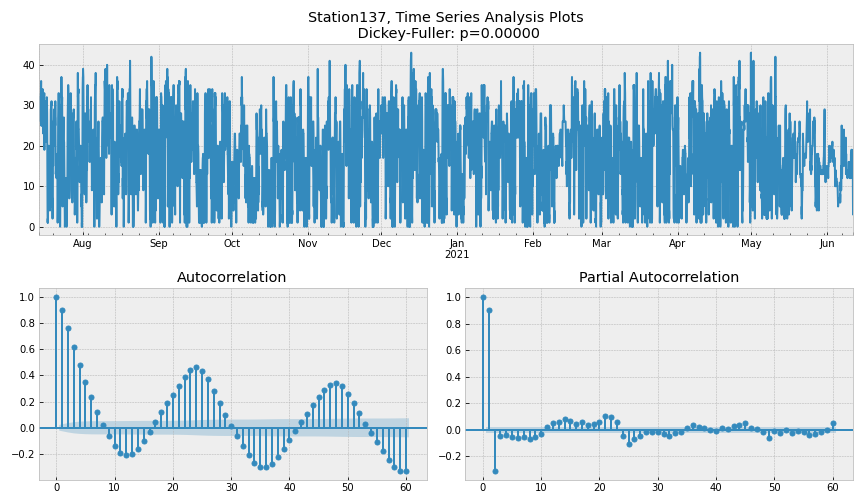 Station137, Time Series Analysis Plots
Dickey-Fuller: p=0.00000
40
30
20
10
0
Aug Sep Oct Nov Dec Jan Feb Mar Apr May Jun
2021
Autocorrelation
1.0
0.8
0.6
0.4
0.2
0.0
−0.2
0 10 20 30 40 50 60
Partial Autocorrelation
1.0
0.8
0.6
0.4
0.2
0.0
−0.2
0 10 20 30 40 50 60